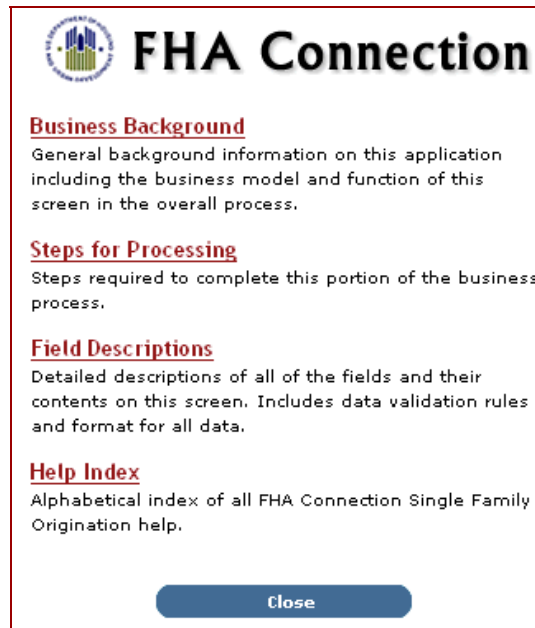 FHA Connection
Business Background
General background information on this application
including the business model and function of this
screen in the overall process.
Steps for Processing
Steps required to complete this portion of the business
process.
Field Descriptions
Detailed descriptions of all of the fields and their
contents on this screen. Includes data validation rules
and format for all data.
Help Index
Alphabetical index of all FHA Connection Single Family
Origination help.
Close